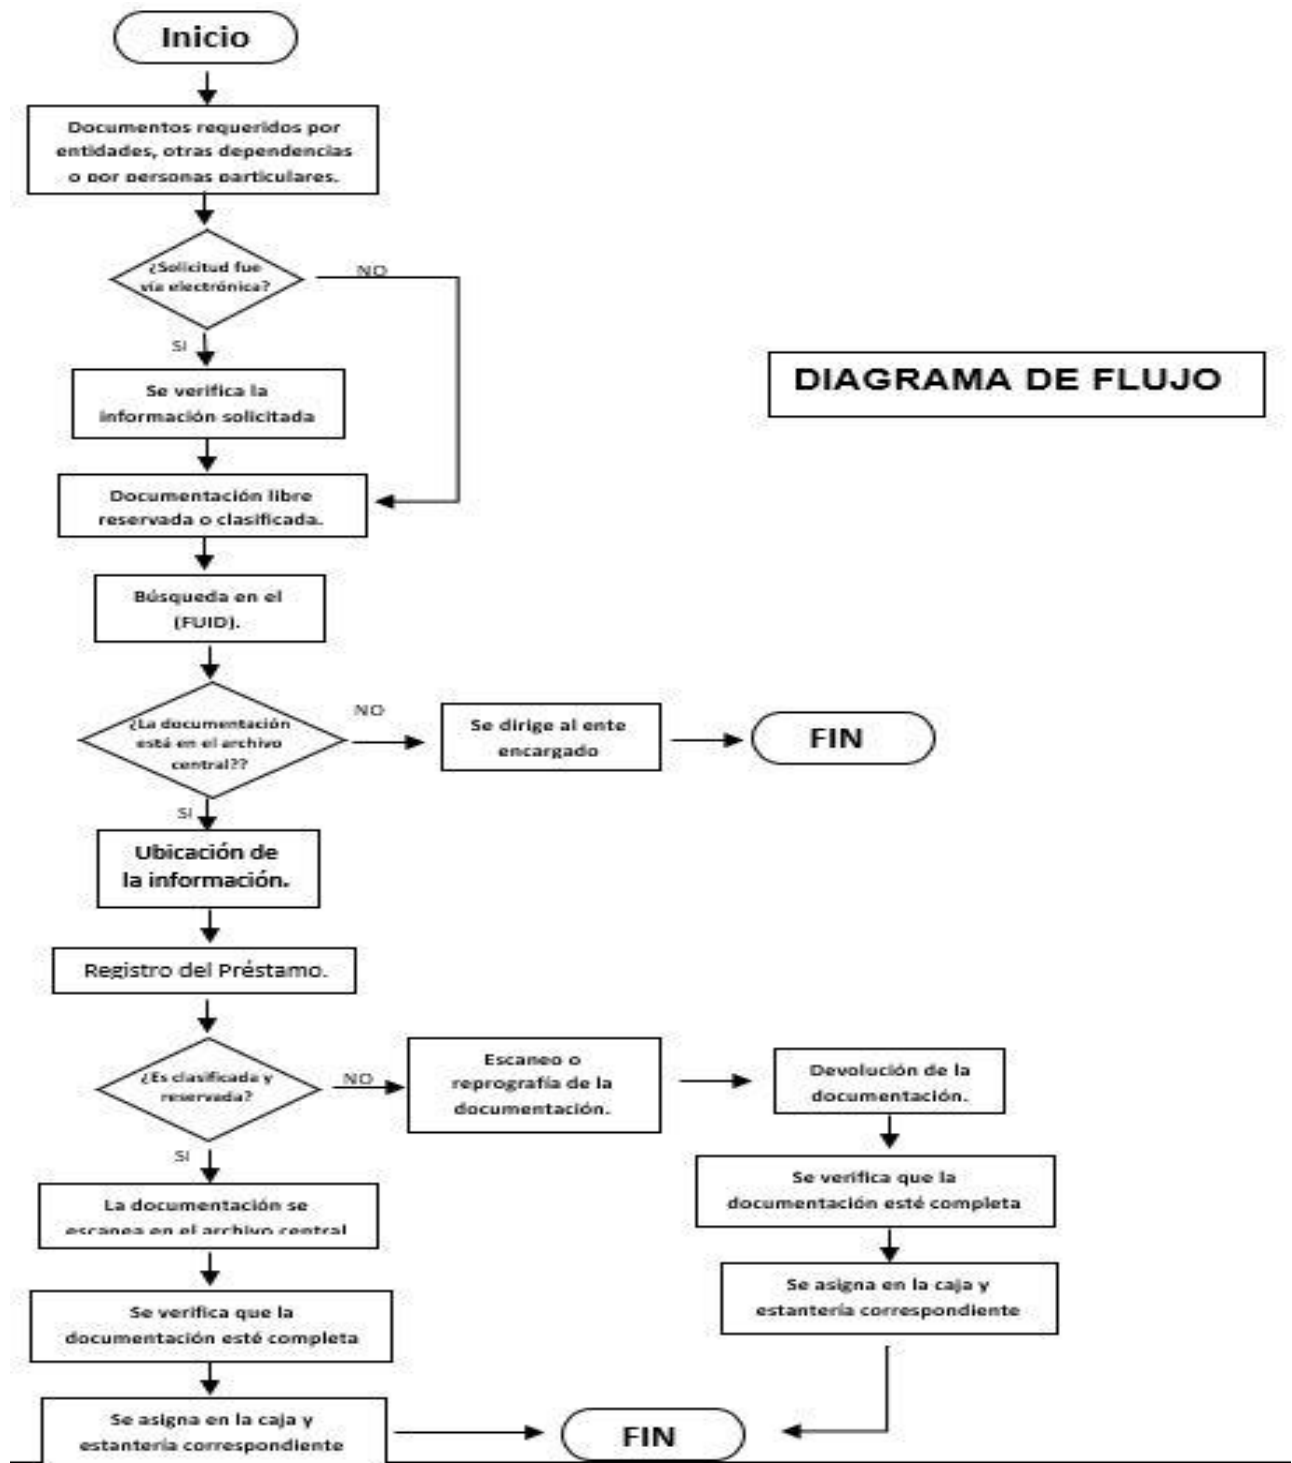 Inicio
Documentos requeridos por
entidades, otras dependencias
o por personas particulares.
¿Solicitud fue
vía electrónica?
NO
SI
Se verifica la
información solicitada
DIAGRAMA DE FLUJO
Documentación libre
reservada o clasificada.
Búsqueda en el
(FUID).
¿La documentación
está en el archivo
central??
NO
Se dirige al ente
encargado
FIN
SI
Ubicación de
la información.
Registro del Préstamo.
¿Es clasificada y
reservada?
NO
Escaneo o
reprografía de la
documentación.
Devolución de la
documentación.
SI
La documentación se
escanea en el archivo central
Se verifica que la
documentación esté completa
Se asigna en la caja y
estantería correspondiente
Se verifica que la
documentación esté completa
Se asigna en la caja y
estantería correspondiente
FIN